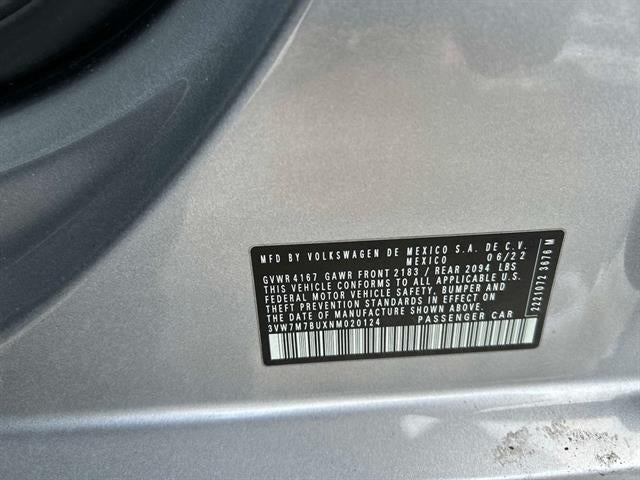 MFD BY VOLKSWAGEN DE MEXICO S.A. DE C.V.
MEXICO 06/22
GVWR 4167 GAWR FRONT 2183 / REAR 2094 LBS
THIS VEHICLE CONFORMS TO ALL APPLICABLE U.S.
FEDERAL MOTOR VEHICLE SAFETY, BUMPER AND
THEFT PREVENTION STANDARDS IN EFFECT ON
THE DATE OF MANUFACTURE SHOWN ABOVE.
3VW7M7BUXNM020124 PASSENGER CAR
2221072 3676 M